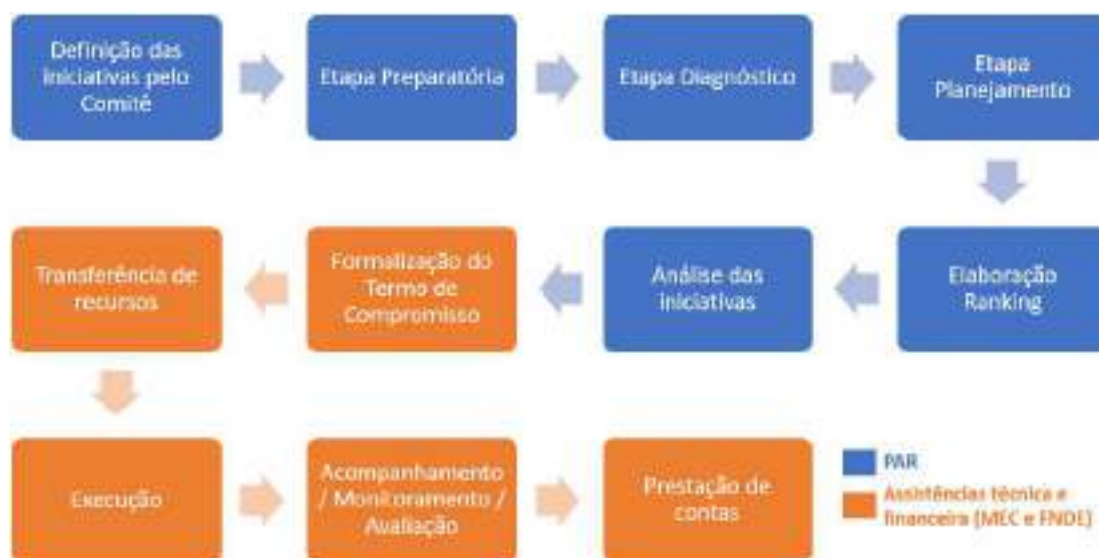 Definição das
iniciativas pelo
Comitê
Etapa Preparatória
Etapa Diagnóstico
Etapa
Planejamento
Transferência de
recursos
Formalização do
Termo de
Compromisso
Análise das
iniciativas
Elaboração
Ranking
Execução
Acompanhamento
/ Monitoramento /
Avaliação
Prestação de
contas
PAR
Assistências técnica e
financeira (MEC e FNDE)